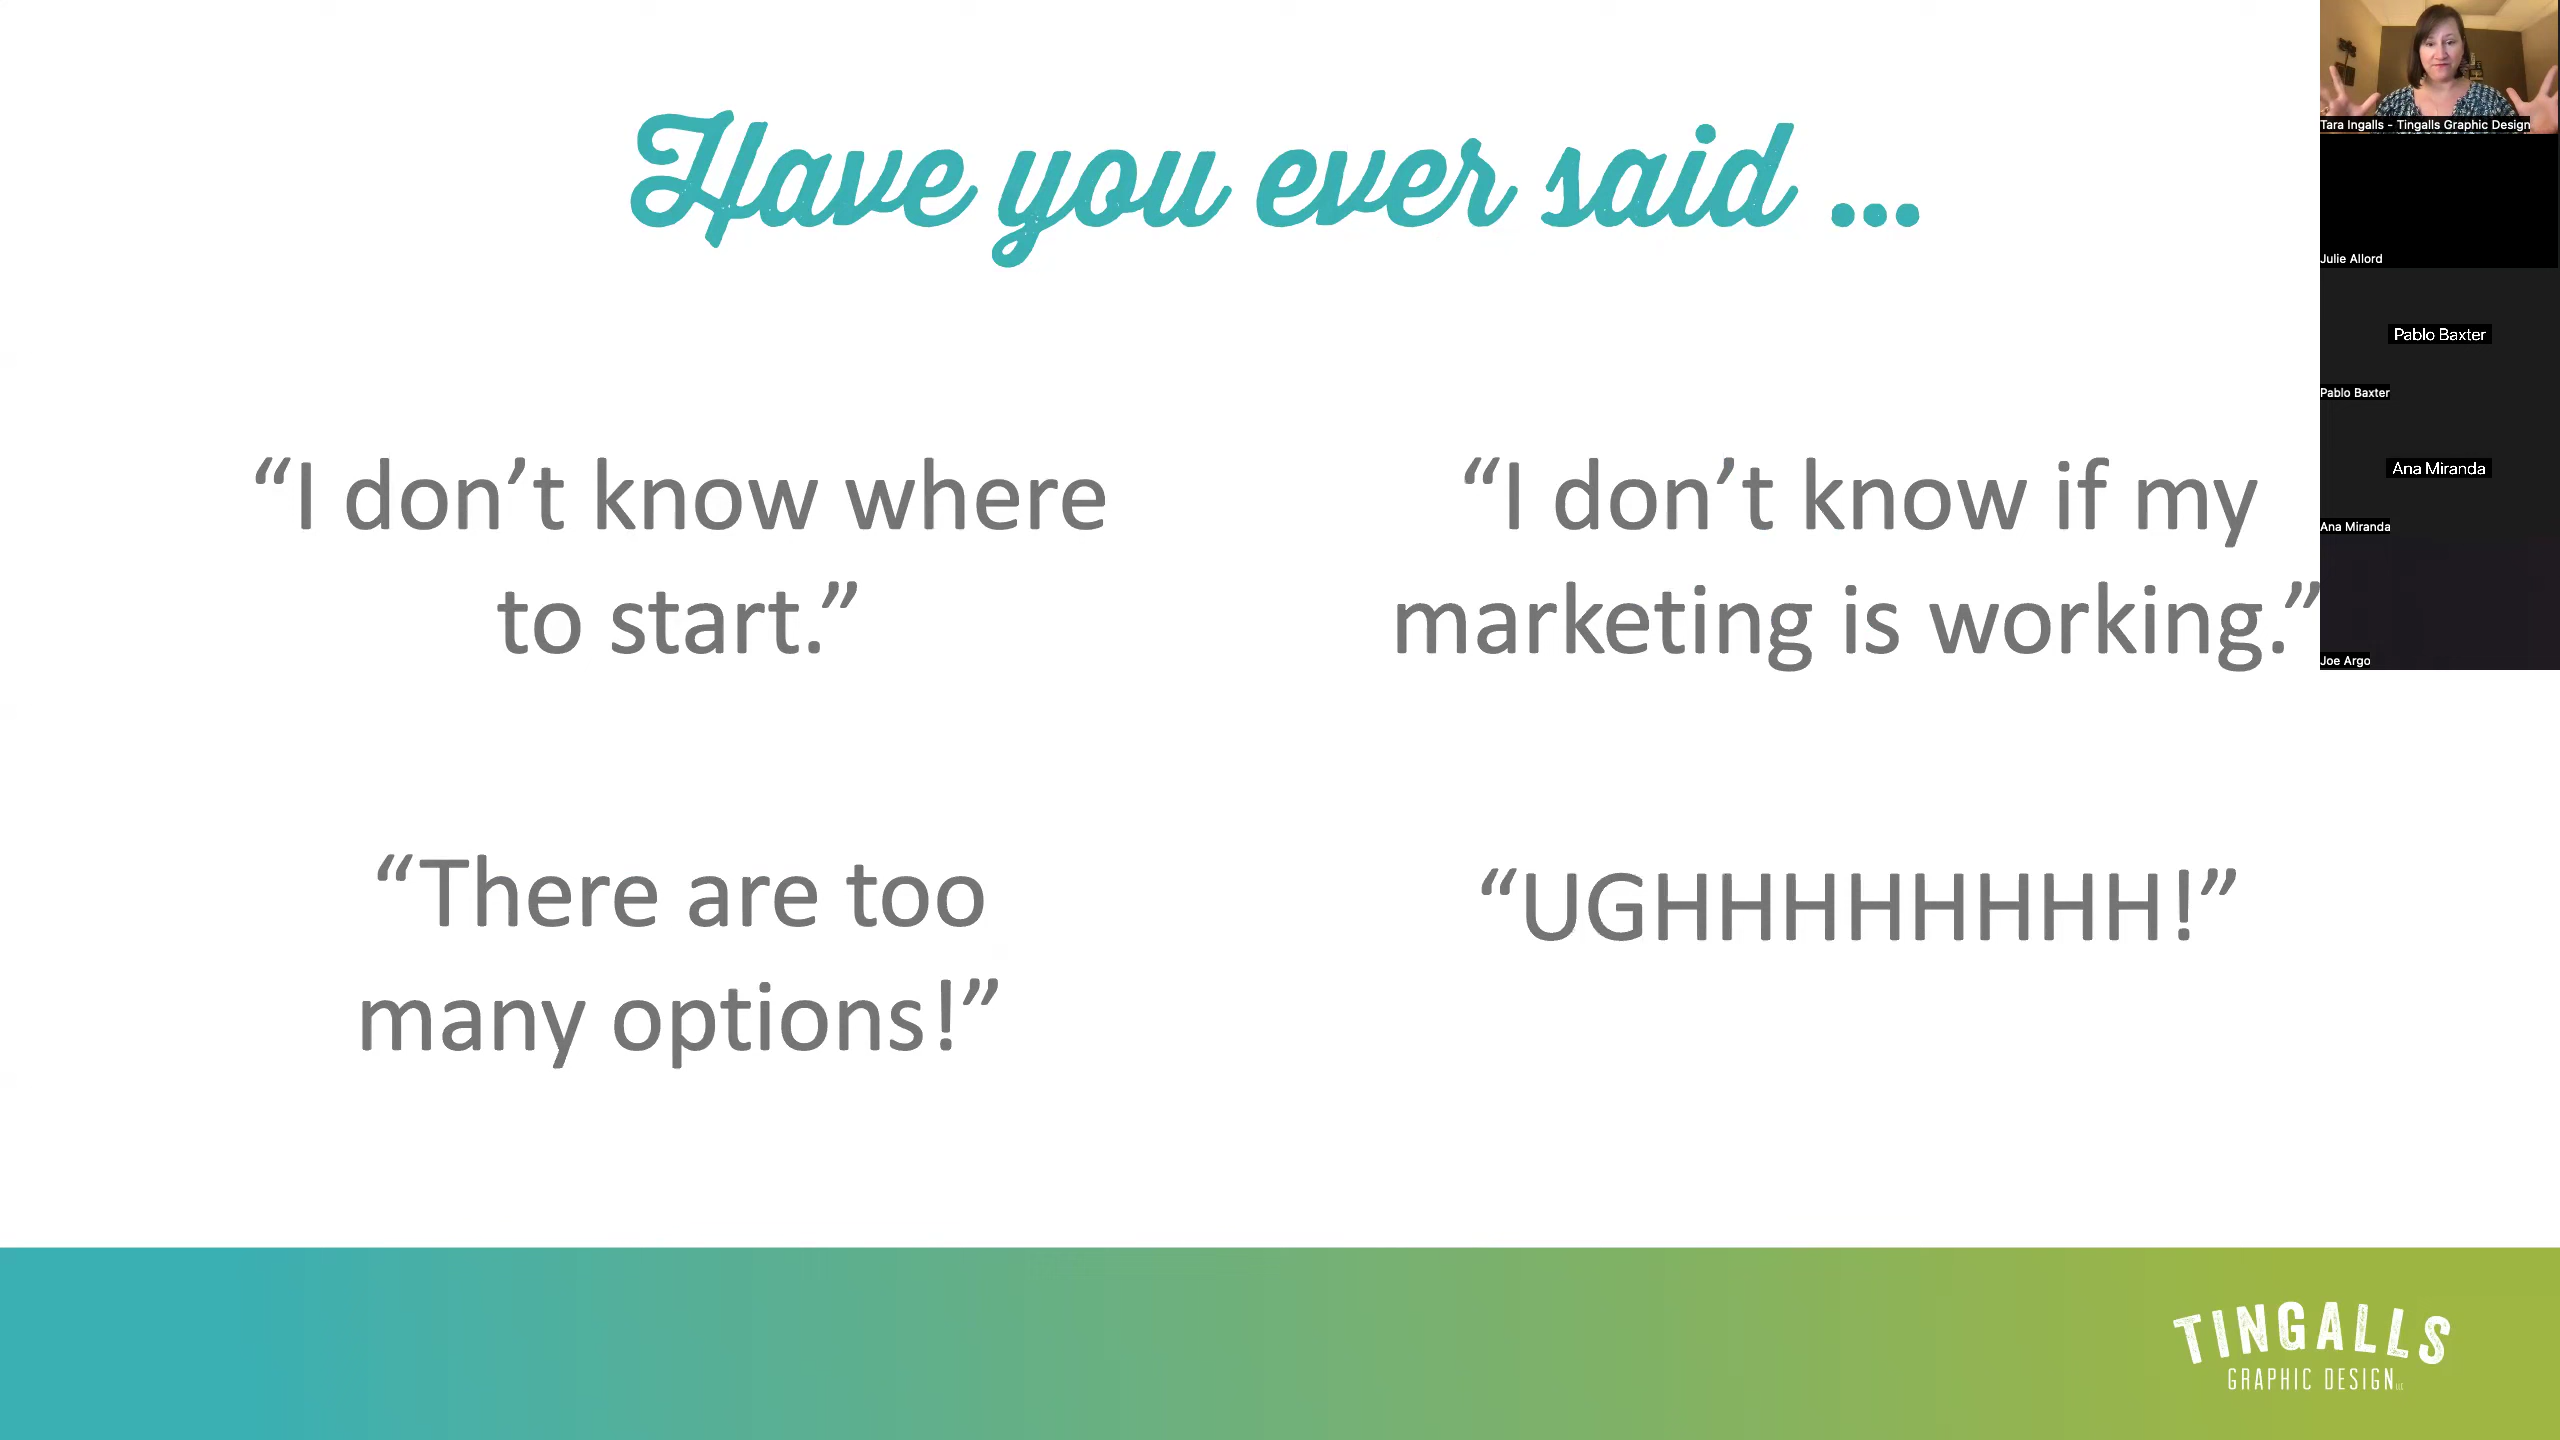 Have you ever said ...
“I don’t know where
to start.”
“I don’t know if my
marketing is working.”
“There are too
many options!”
“UGHHHHHHHH!”
TINGALLS
GRAPHIC DESIGN LLC
Tara Ingalls - Tingalls Graphic Design
Julie Allord
Pablo Baxter
Pablo Baxter
Ana Miranda
Ana Miranda
Joe Argo